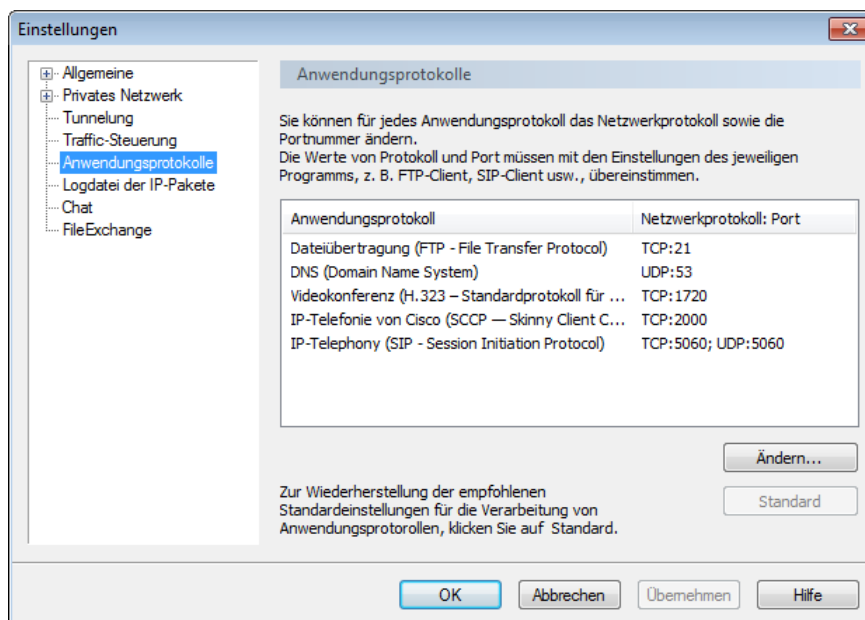 Einstellungen
Allgemeine
Privates Netzwerk
Tunnelung
Traffic-Steuerung
Anwendungsprotokolle
Logdatei der IP-Pakete
Chat
FileExchange
Anwendungsprotokolle
Sie können für jedes Anwendungsprotokoll das Netzwerkprotokoll sowie die
Portnummer ändern.
Die Werte von Protokoll und Port müssen mit den Einstellungen des jeweiligen
Programms, z. B. FTP-Client, SIP-Client usw., übereinstimmen.
Anwendungsprotokoll Netzwerkprotokoll: Port
Dateiübertragung (FTP - File Transfer Protocol) TCP:21
DNS (Domain Name System) UDP:53
Videokonferenz (H.323 – Standardprotokoll für ... TCP:1720
IP-Telefonie von Cisco (SCCP — Skinny Client C... TCP:2000
IP-Telephony (SIP - Session Initiation Protocol) TCP:5060; UDP:5060
Ändern...
Zur Wiederherstellung der empfohlenen
Standardeinstellungen für die Verarbeitung von
Anwendungsprotorollen, klicken Sie auf Standard.
Standard
OK Abbrechen Übernehmen Hilfe